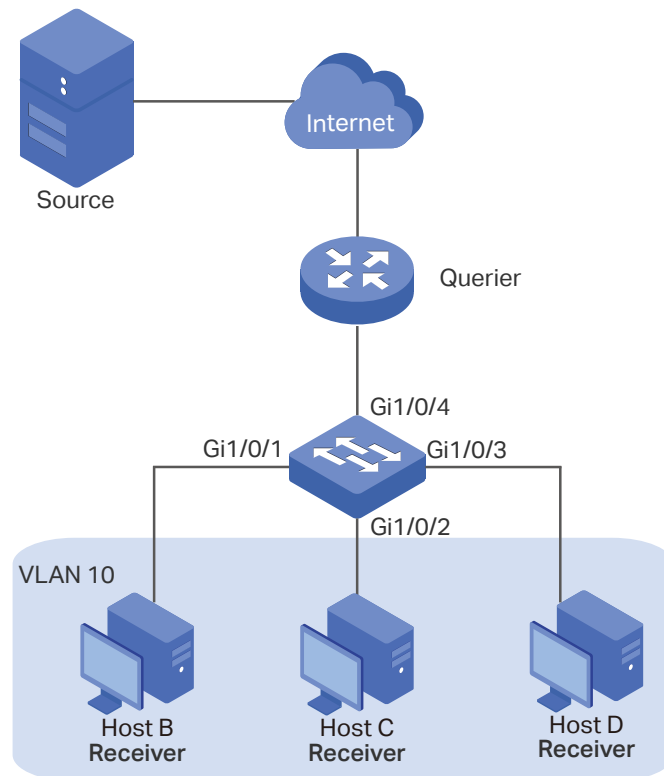 Internet
Source
Querier
Gi1/0/4
Gi1/0/1
Gi1/0/3
Gi1/0/2
VLAN 10
Host B
Receiver
Host C
Receiver
Host D
Receiver